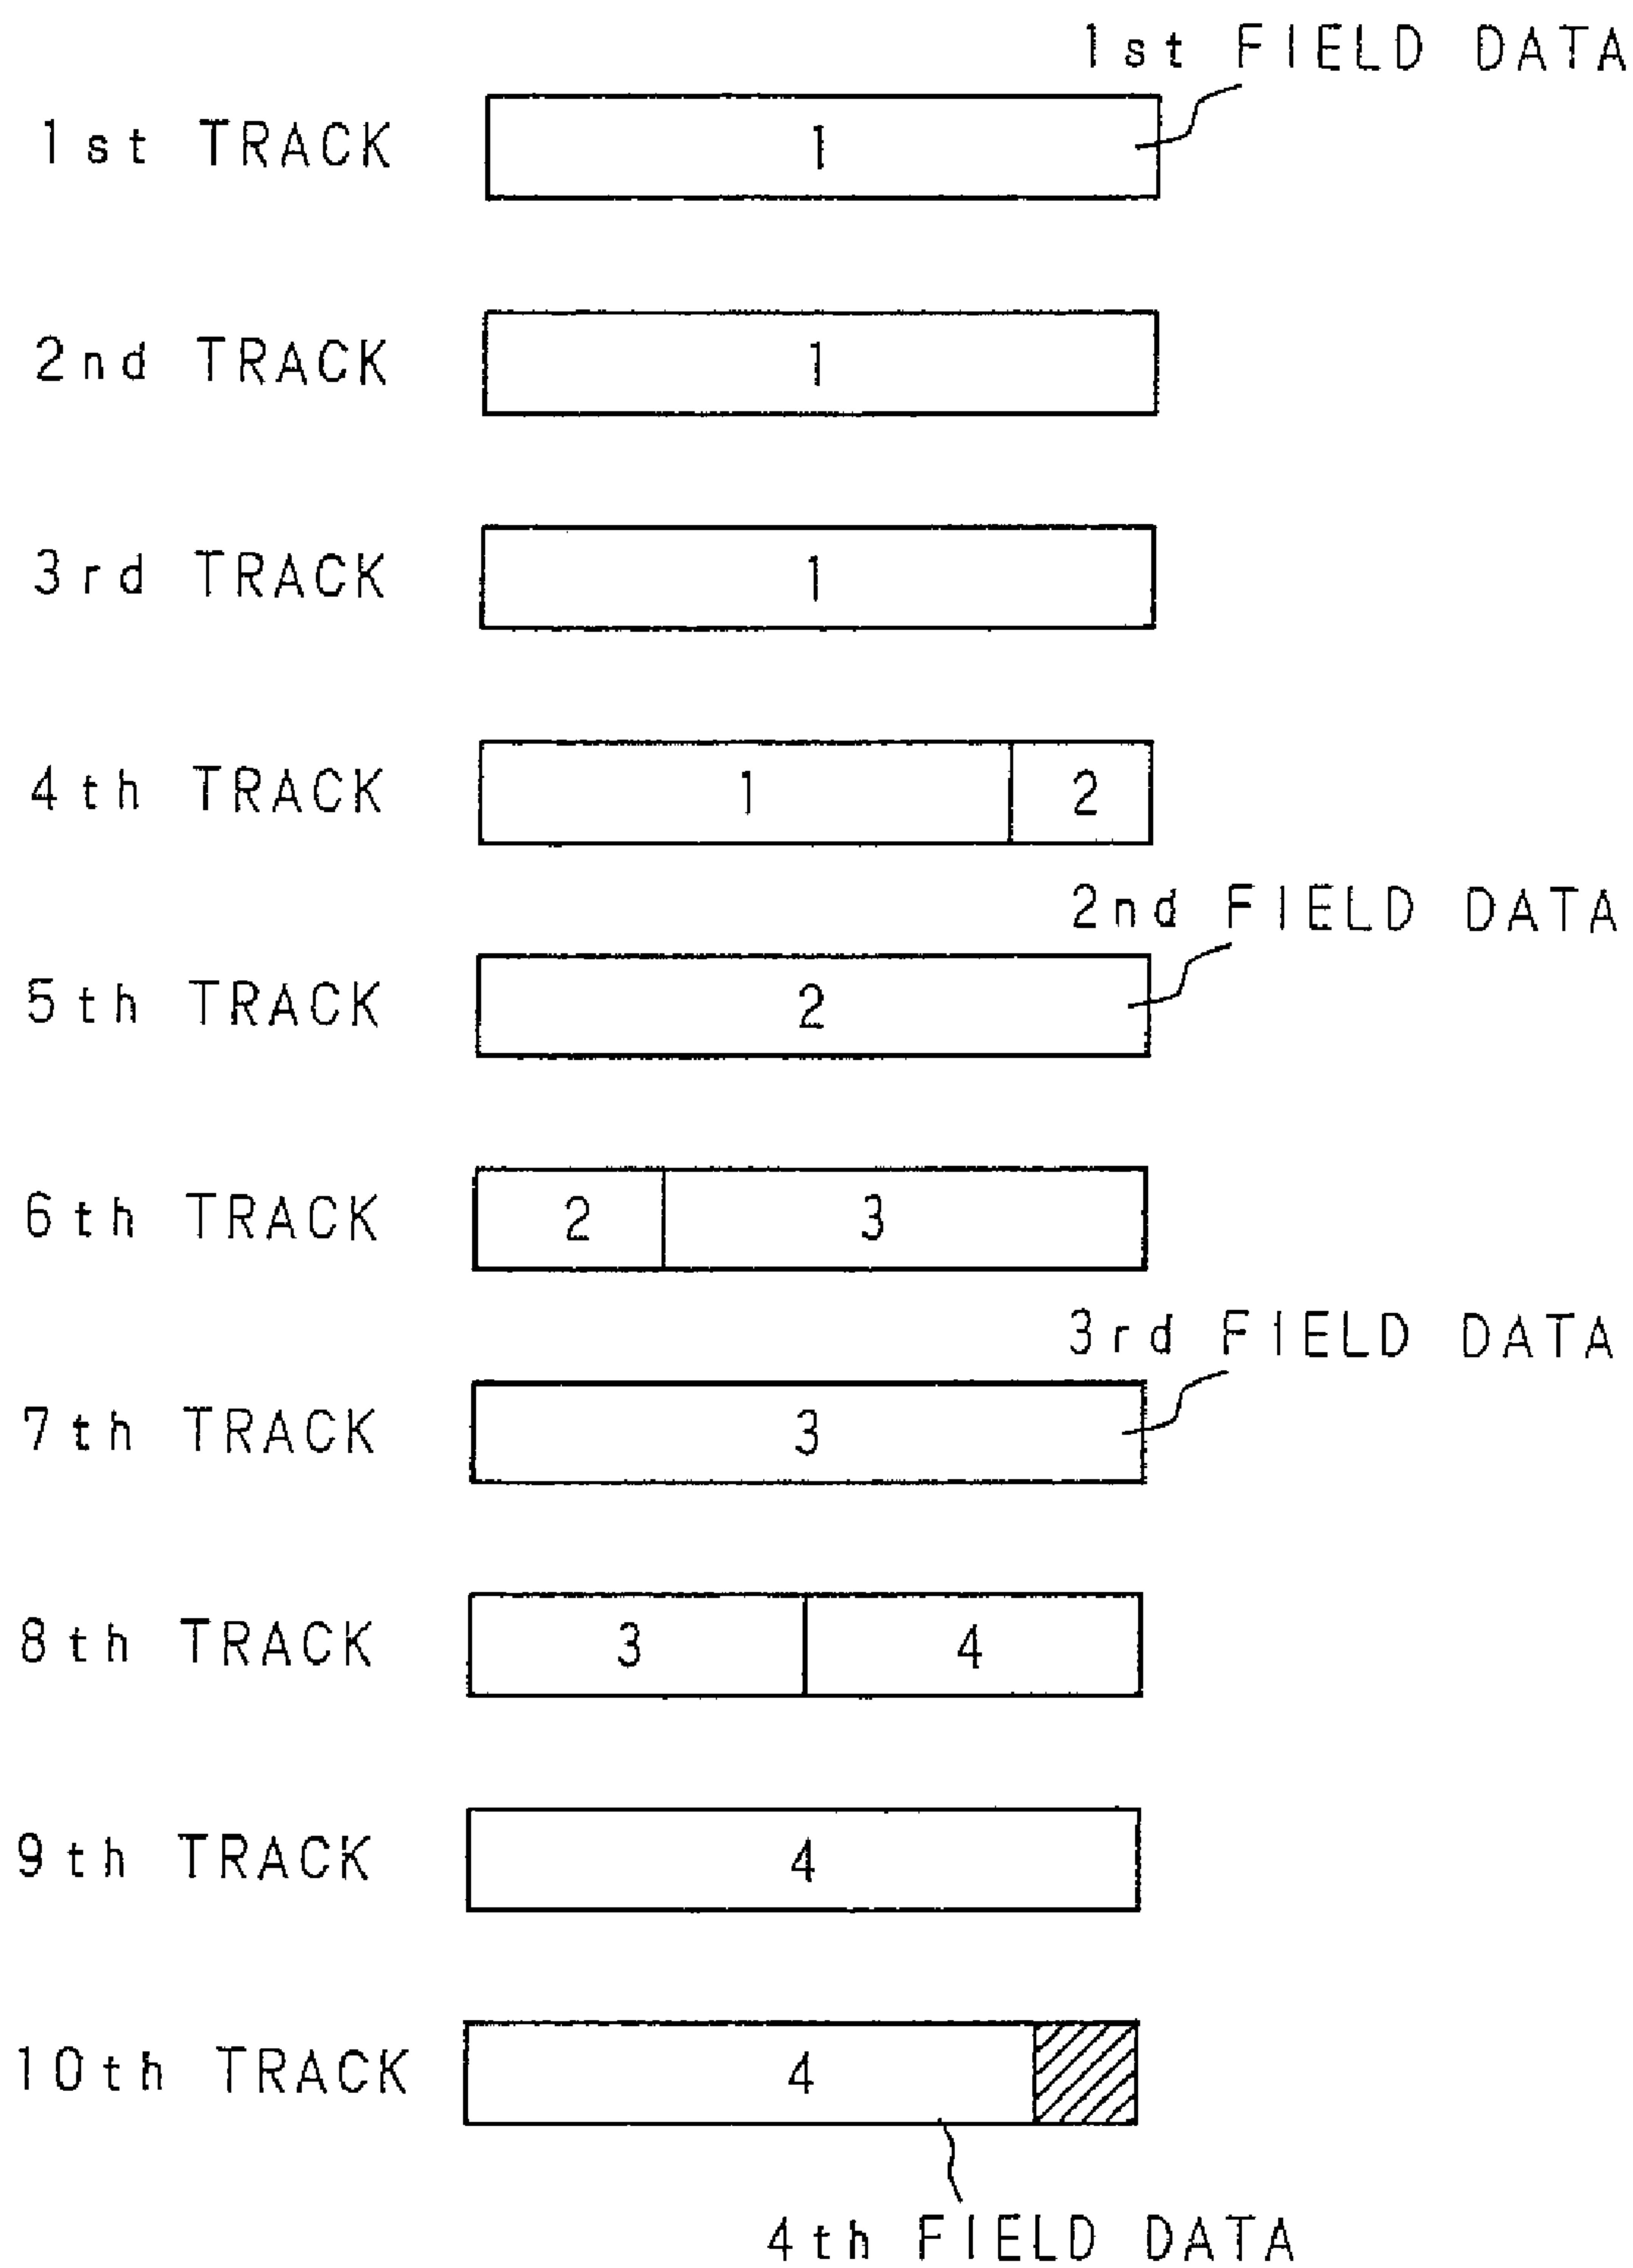 1st FIELD DATA
1st TRACK 1
2nd TRACK 1
3rd TRACK 1
4th TRACK 1 2
2nd FIELD DATA
5th TRACK 2
6th TRACK 2 3
3rd FIELD DATA
7th TRACK 3
8th TRACK 3 4
9th TRACK 4
10th TRACK 4
4th FIELD DATA